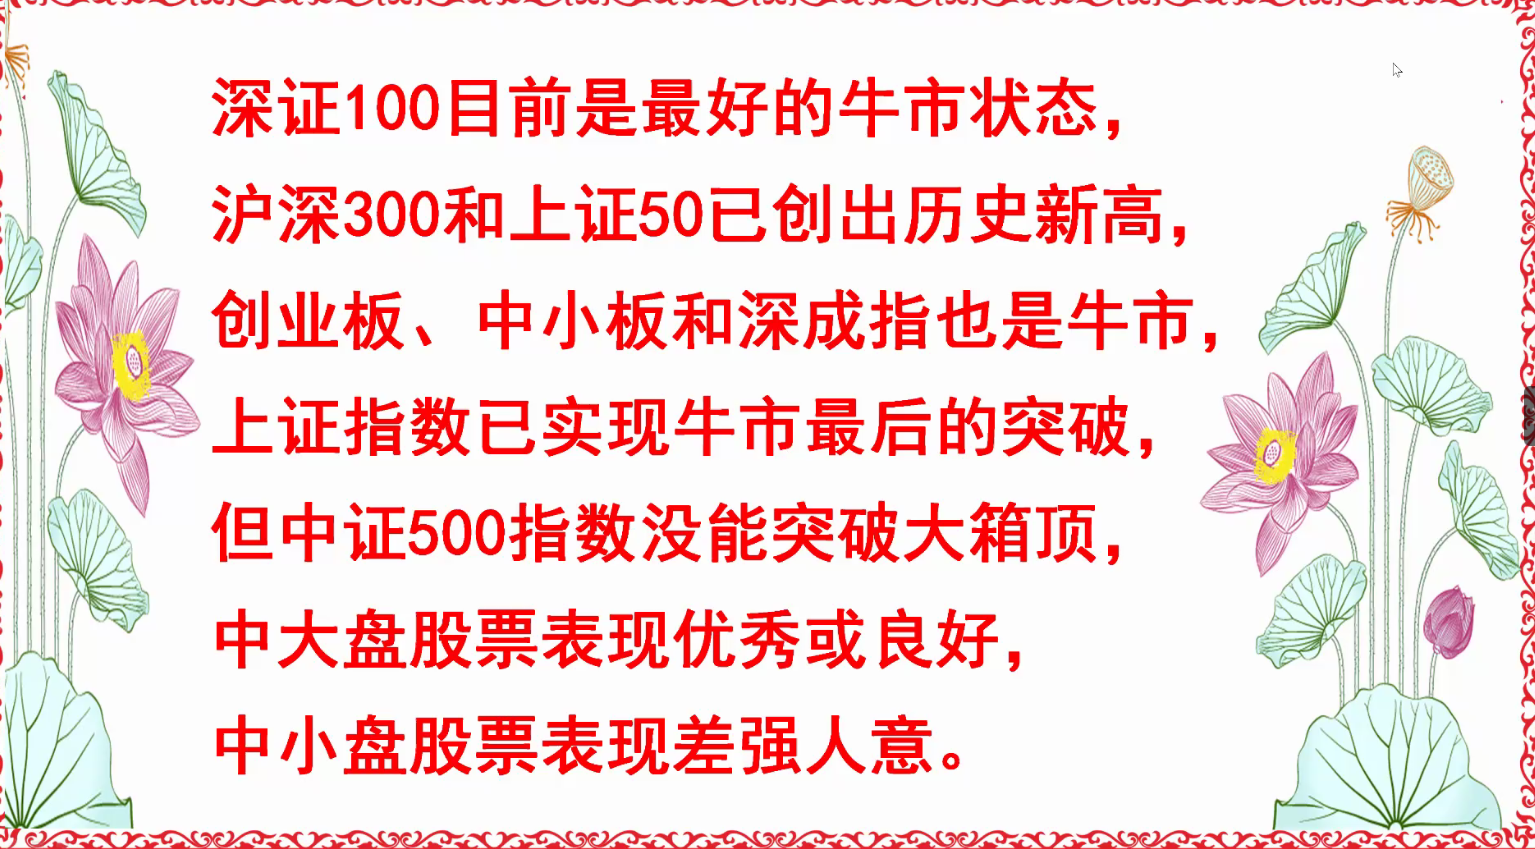 深证100目前是最好的牛市状态，
沪深300和上证50已创出历史新高，
创业板、中小板和深成指也是牛市，
上证指数已实现牛市最后的突破，
但中证500指数没能突破大箱顶，
中大盘股票表现优秀或良好，
中小盘股票表现差强人意。